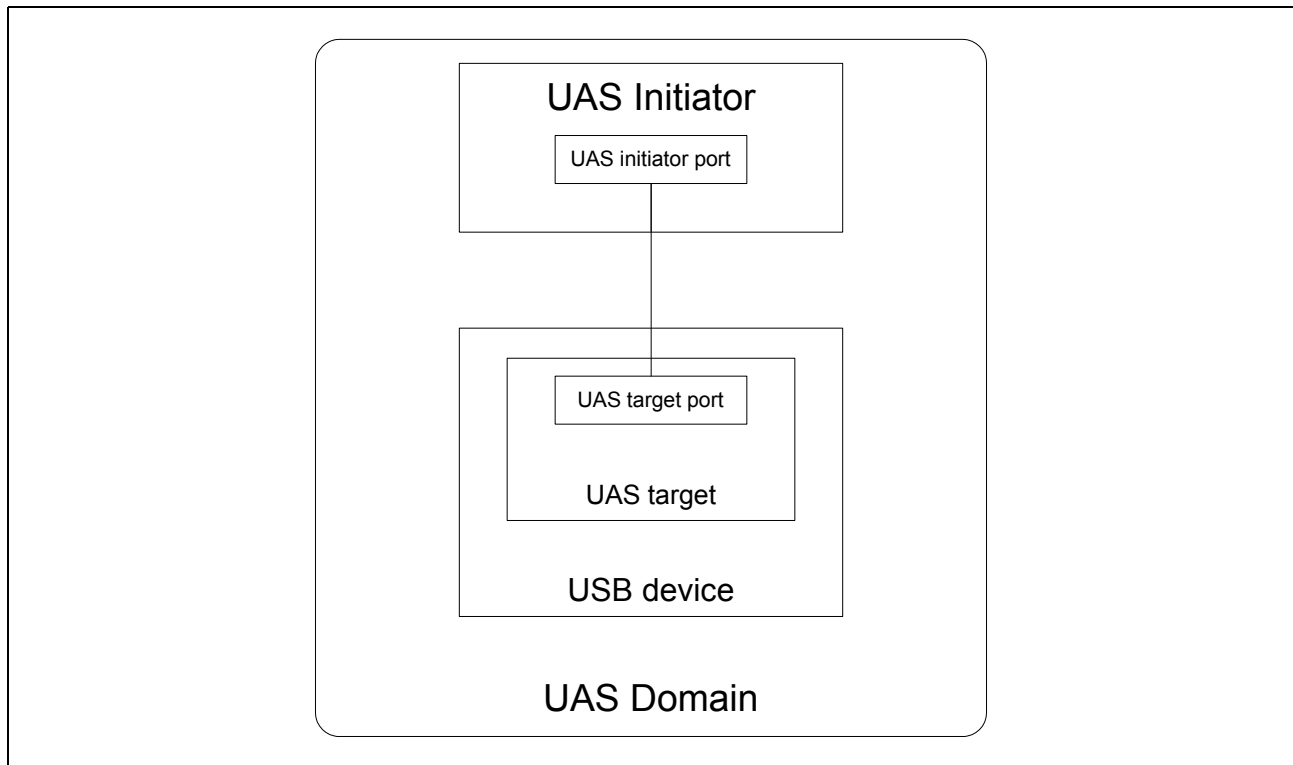 UAS Initiator
UAS initiator port
UAS target port
UAS target
USB device
UAS Domain